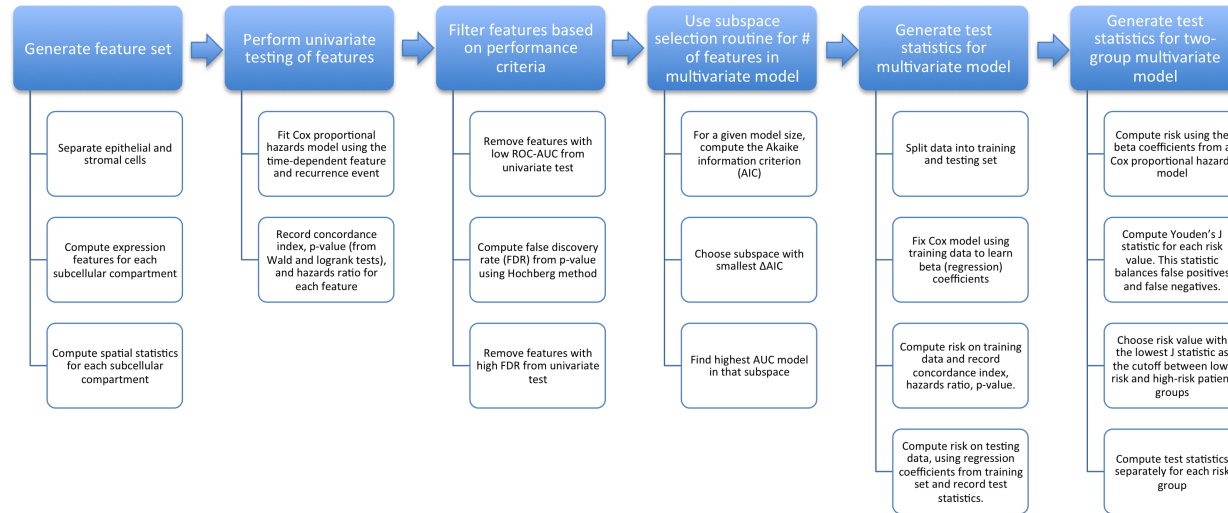 Generate feature set
Separate epithelial and
stromal cells
Compute expression
features for each
subcellular compartment
Compute spatial statistics
for each subcellular
compartment
Perform univariate
testing of features
Fit Cox proportional
hazards model using the
time-dependent feature
and recurrence event
Record concordance
index, p-value (from
Wald and logrank tests),
and hazards ratio for
each feature
Filter features based
on performance
criteria
Remove features with
low ROC-AUC from
univariate test
Compute false discovery
rate (FDR) from p-value
using Hochberg method
Remove features with
high FDR from univariate
test
Use subspace
selection routine for #
of features in
multivariate model
For a given model size,
compute the Akaike
information criterion
(AIC)
Choose subspace with
smallest ΔAIC
Find highest AUC model
in that subspace
Generate test
statistics for
multivariate model
Split data into training
and testing set
Fix Cox model using
training data to learn
beta (regression)
coefficients
Compute risk on training
data and record
concordance index,
hazards ratio, p-value.
Compute risk on testing
data, using regression
coefficients from training
set and record test
statistics.
Generate test
statistics for two-
group multivariate
model
Compute risk using the
beta coefficients from a
Cox proportional hazard
model
Compute Youden's J
statistic for each risk
value. This statistic
balances false positives
and false negatives.
Choose risk value with
the lowest J statistic as
the cutoff between low
risk and high-risk patien
groups
Compute test statistics
separately for each risk
group